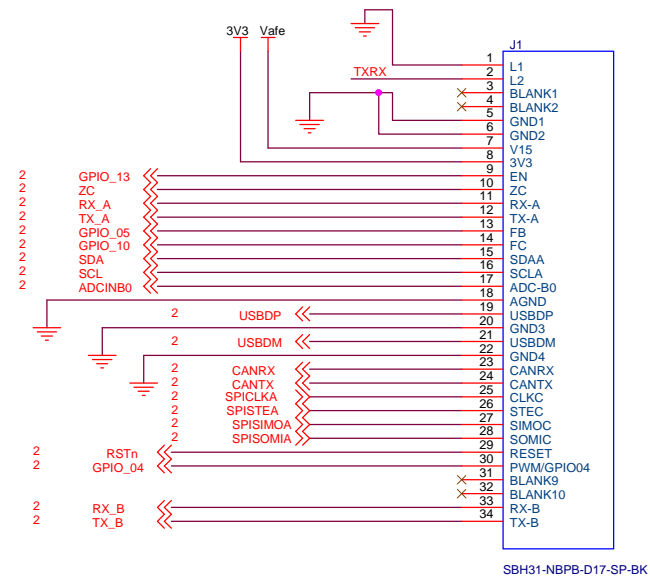 3V3 Vafe
J1
1 L1
TXRX 2 L2
3 BLANK1
4 BLANK2
5 GND1
6 GND2
7 V15
8 3V3
2 GPIO_13 9 EN
2 ZC 10 ZC
2 RX_A 11 RX-A
2 TX_A 12 TX-A
2 GPIO_05 13 FB
2 GPIO_10 14 FC
2 SDA 15 SDAA
2 SCL 16 SCLA
2 ADCINB0 17 ADC-B0
18 AGND
2 USBDP 19 USBDP
20 GND3
2 USBDM 21 USBDM
22 GND4
2 CANRX 23 CANRX
2 CANTX 24 CANTX
2 SPICLKA 25 CLKC
2 SPISTEA 26 STEC
2 SPISIMOA 27 SIMOC
2 SPISOMIA 28 SOMIC
2 RSTn 29 RESET
2 GPIO_04 30 PWM/GPIO04
31 BLANK9
32 BLANK10
2 RX_B 33 RX-B
2 TX_B 34 TX-B
SBH31-NBPB-D17-SP-BK